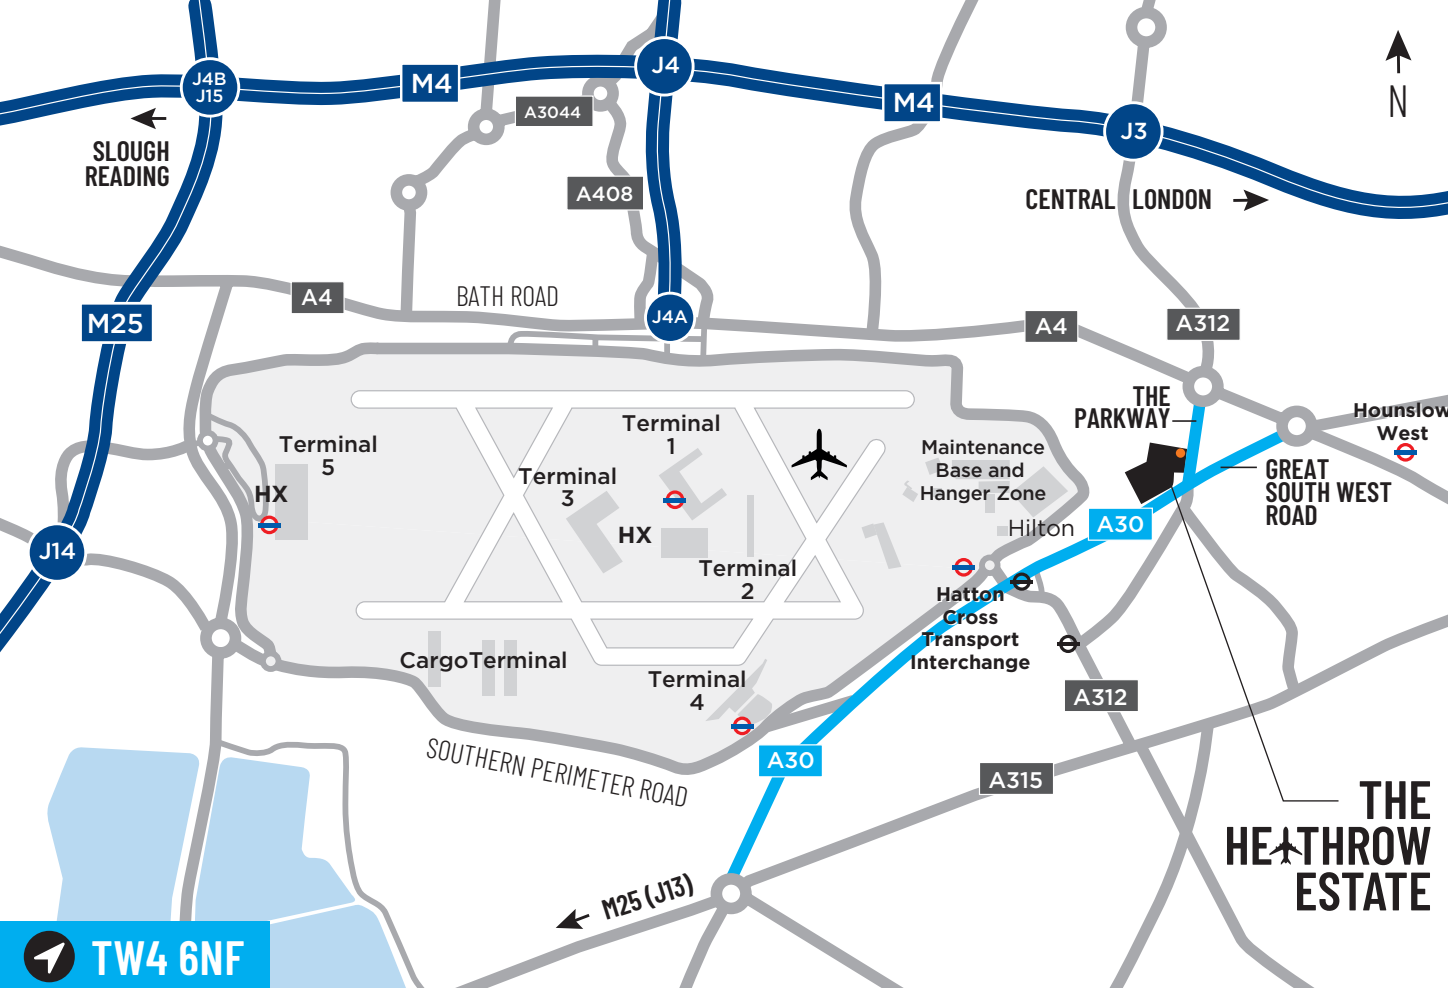 J4B
J15
M4
J4
M4
J3
N
A3044
SLOUGH
READING
A408
CENTRAL LONDON
A4
BATH ROAD
M25
J4A
A4
A312
THE
PARKWAY
Hounslow
West
Terminal
5
HX
Terminal
1
Terminal
3
HX
Terminal
2
Maintenance
Base and
Hanger Zone
Hilton
A30
GREAT
SOUTH WEST
ROAD
J14
Hatton
Cross
Transport
Interchange
CargoTerminal
Terminal
4
A312
SOUTHERN PERIMETER ROAD
A30
A315
M25 (J13)
THE
HEATHROW
ESTATE
TW4 6NF